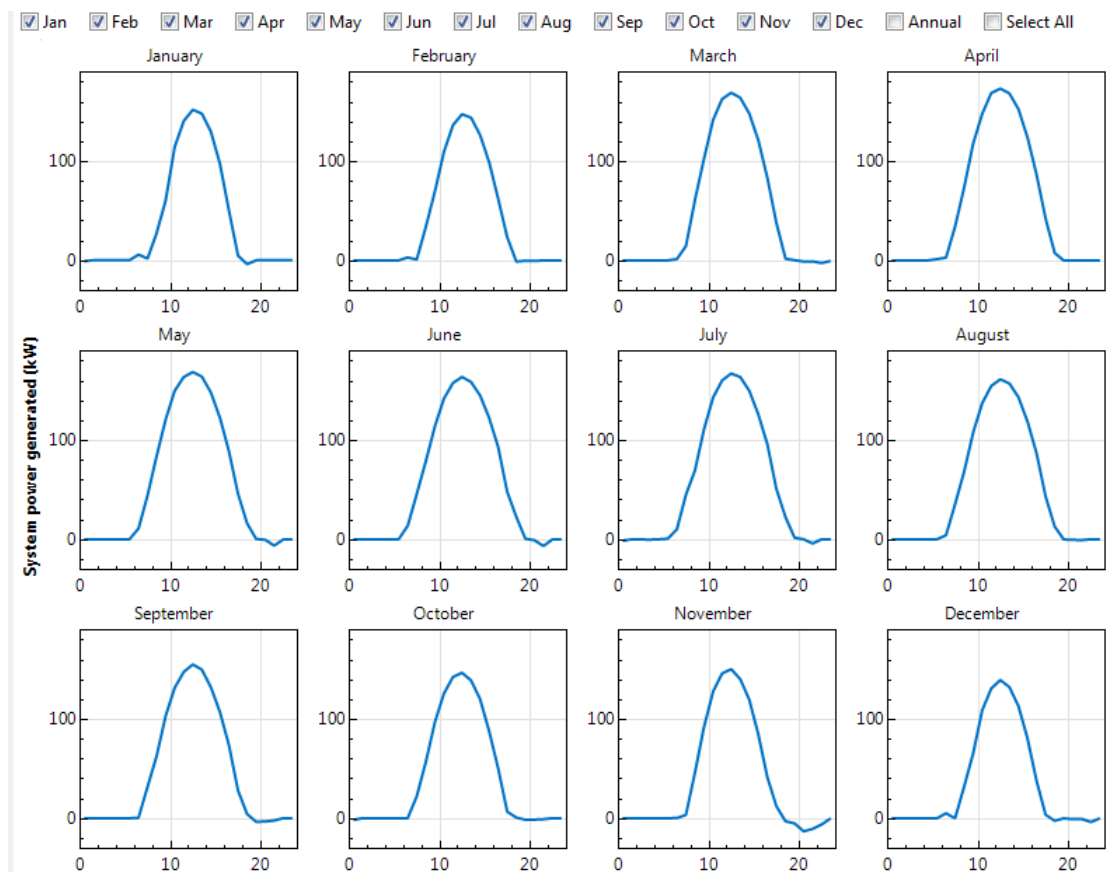 Jan Feb Mar Apr May Jun Jul Aug Sep Oct Nov Dec Annual Select All
January February March April
100 100 100 100
0 0 0 0
0 10 20 0 10 20 0 10 20 0 10 20
May June July August
System power generated (kW)
100 100 100 100
0 0 0 0
0 10 20 0 10 20 0 10 20 0 10 20
September October November December
100 100 100 100
0 0 0 0
0 10 20 0 10 20 0 10 20 0 10 20